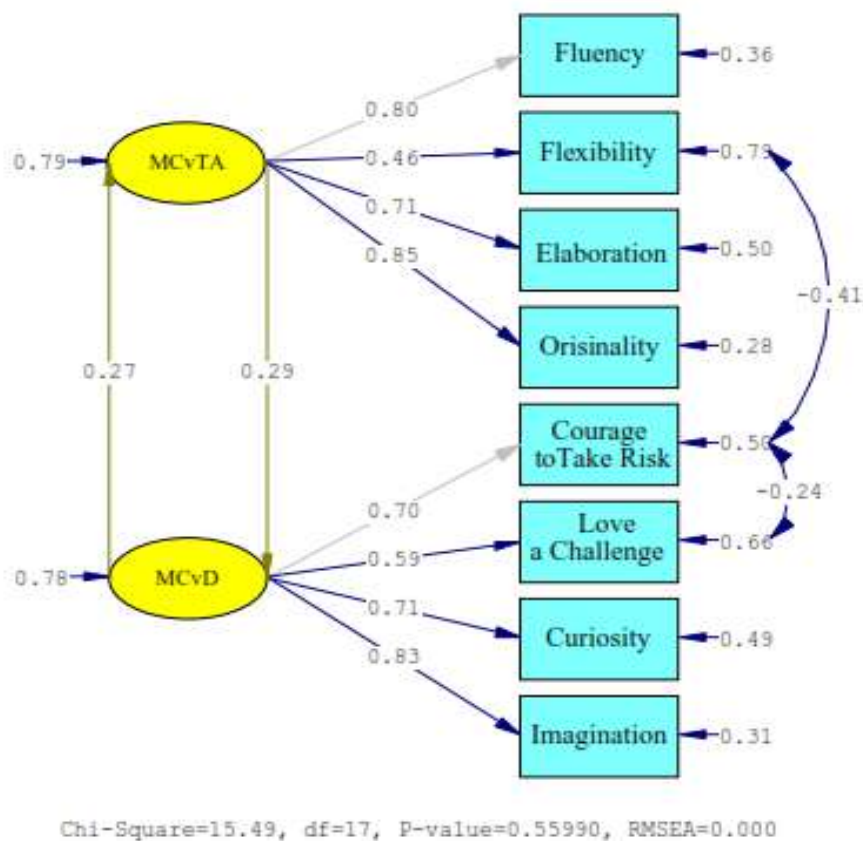 Fluency
0.36
0.80
0.79
MCvTA
0.46
Flexibility
0.79
0.71
Elaboration
0.50
0.85
-0.41
Orisinality
0.28
0.27
0.29
Courage
toTake Risk
0.50
-0.24
0.70
Love
a Challenge
0.66
0.59
0.78
MCvD
0.71
Curiosity
0.49
0.83
Imagination
0.31
Chi-Square=15.49, df=17, P-value=0.55990, RMSEA=0.000